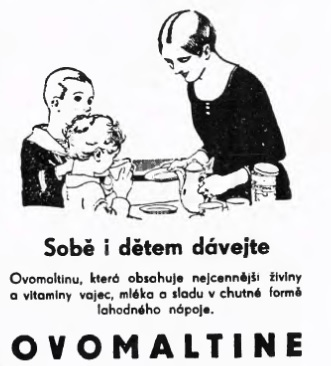 Sobě i dětem dávejte
Ovomaltinu, která obsahuje nejcennější živiny
a vitaminy vajec, mléka a sladu v chutné formě
lahodného nápoje.
OVOMALTINE